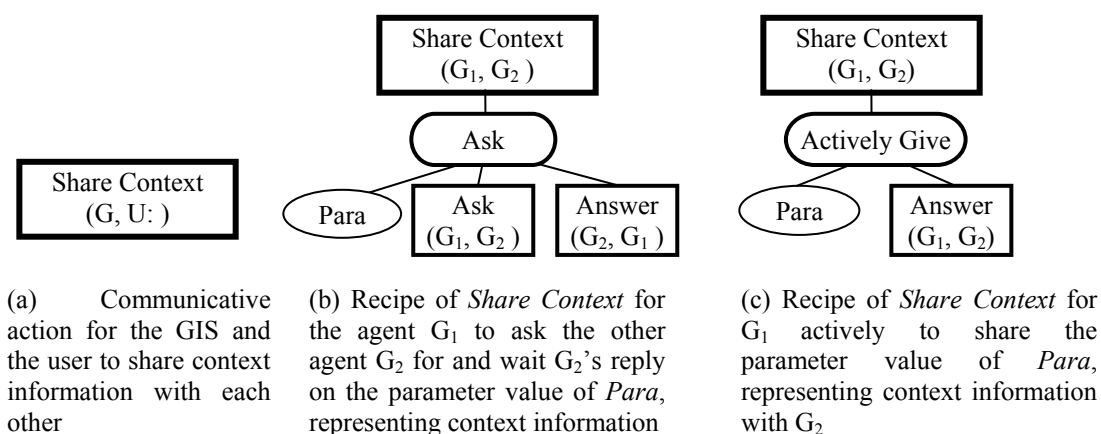 Share Context
(G, U: )
(a) Communicative
action for the GIS and
the user to share context
information with each
other
Share Context
(G₁, G₂ )
Ask
Para
Ask
(G₁, G₂ )
Answer
(G₂, G₁ )
(b) Recipe of Share Context for
the agent G₁ to ask the other
agent G₂ for and wait G₂’s reply
on the parameter value of Para,
representing context information
Share Context
(G₁, G₂)
Actively Give
Para
Answer
(G₁, G₂)
(c) Recipe of Share Context for
G₁ actively to share the
parameter value of Para,
representing context information
with G₂